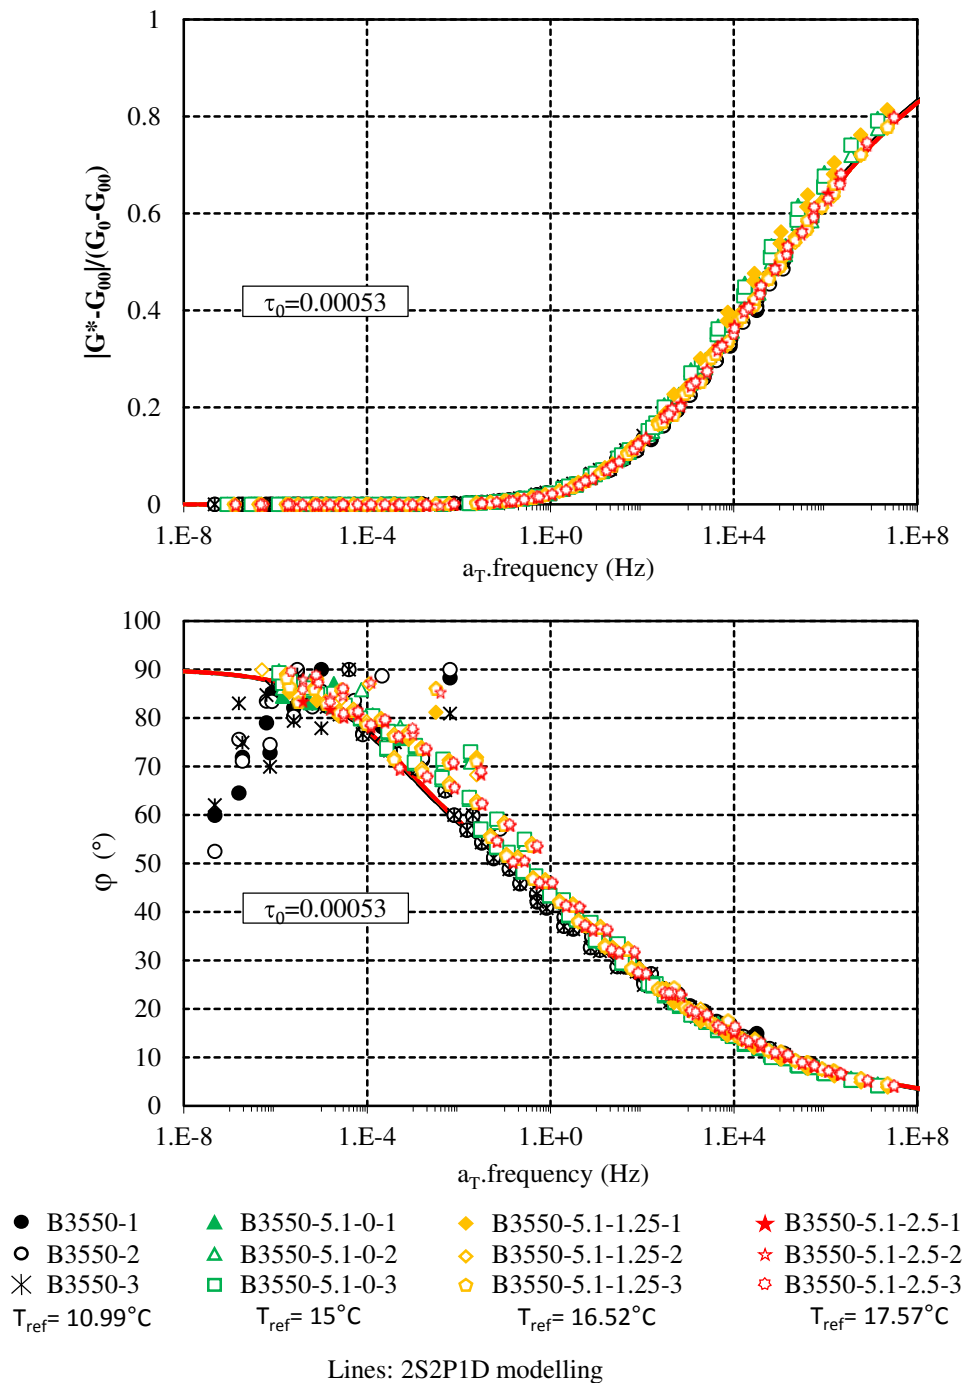 1
0.8
0.6
0.4
0.2
0
|G*-G00|/(G0-G00)
τ0=0.00053
1.E-8 1.E-4 1.E+0 1.E+4 1.E+8
aT.frequency (Hz)
100
90
80
70
60
50
40
30
20
10
0
φ (°)
τ0=0.00053
1.E-8 1.E-4 1.E+0 1.E+4 1.E+8
aT.frequency (Hz)
B3550-1 B3550-5.1-0-1 B3550-5.1-1.25-1 B3550-5.1-2.5-1
B3550-2 B3550-5.1-0-2 B3550-5.1-1.25-2 B3550-5.1-2.5-2
B3550-3 B3550-5.1-0-3 B3550-5.1-1.25-3 B3550-5.1-2.5-3
Tref= 10.99°C Tref= 15°C Tref= 16.52°C Tref= 17.57°C
Lines: 2S2P1D modelling